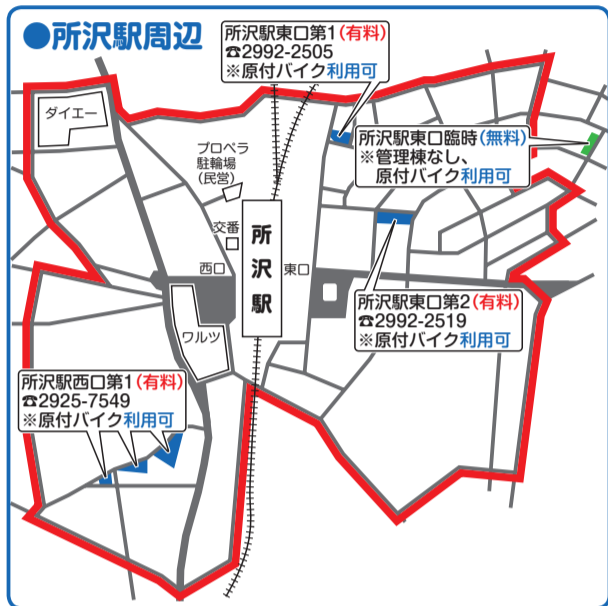 ●所沢駅周辺
所沢駅東口第1(有料)
☎2992-2505
※原付バイク利用可
ダイエー
プロペラ
駐輪場
(民営)
所沢駅東口臨時(無料)
※管理棟なし、
原付バイク利用可
交番
西口
所沢駅
東口
ワルツ
所沢駅東口第2(有料)
☎2992-2519
※原付バイク利用可
所沢駅西口第1(有料)
☎2925-7549
※原付バイク利用可